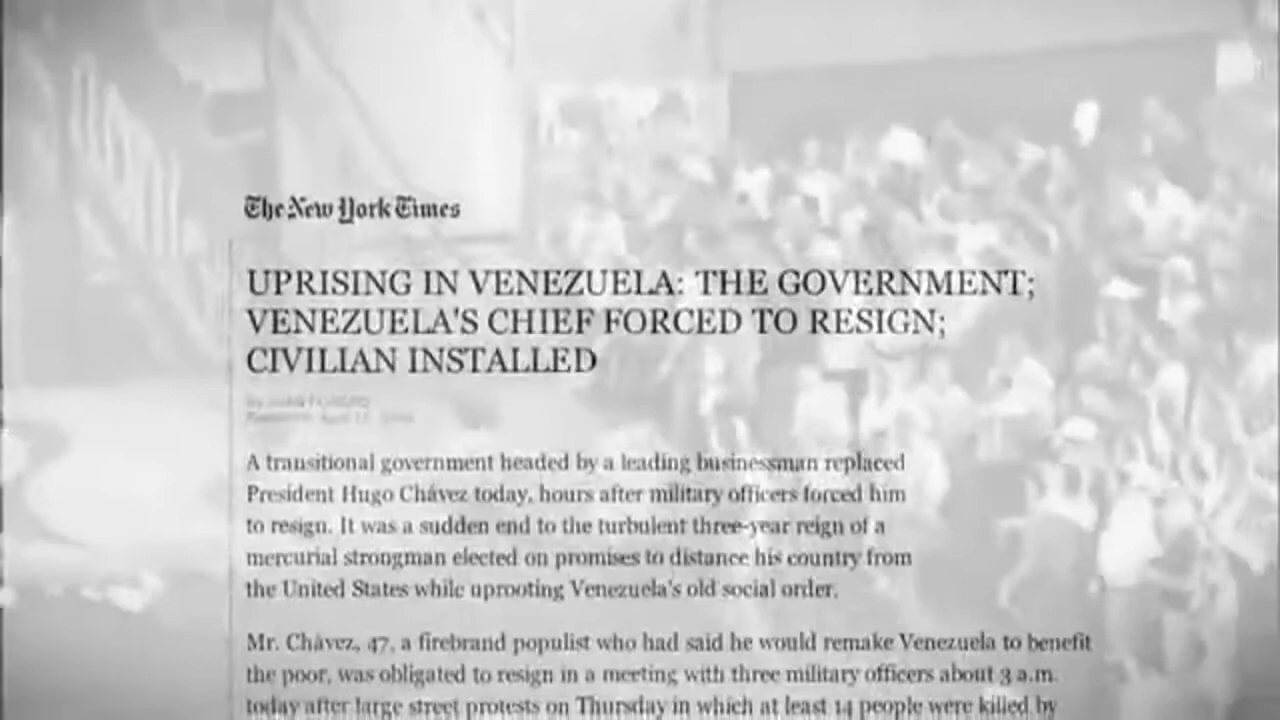 The New York Times
UPRISING IN VENEZUELA: THE GOVERNMENT;
VENEZUELA'S CHIEF FORCED TO RESIGN;
CIVILIAN INSTALLED
A transitional government headed by a leading businessman replaced
President Hugo Chávez today, hours after military officers forced him
to resign. It was a sudden end to the turbulent three-year reign of a
mercurial strongman elected on promises to distance his country from
the United States while uprooting Venezuela's old social order.
Mr. Chávez, 47, a firebrand populist who had said he would remake Venezuela to benefit
the poor, was obligated to resign in a meeting with three military officers about 3 a.m.
today after large street protests on Thursday in which at least 14 people were killed by